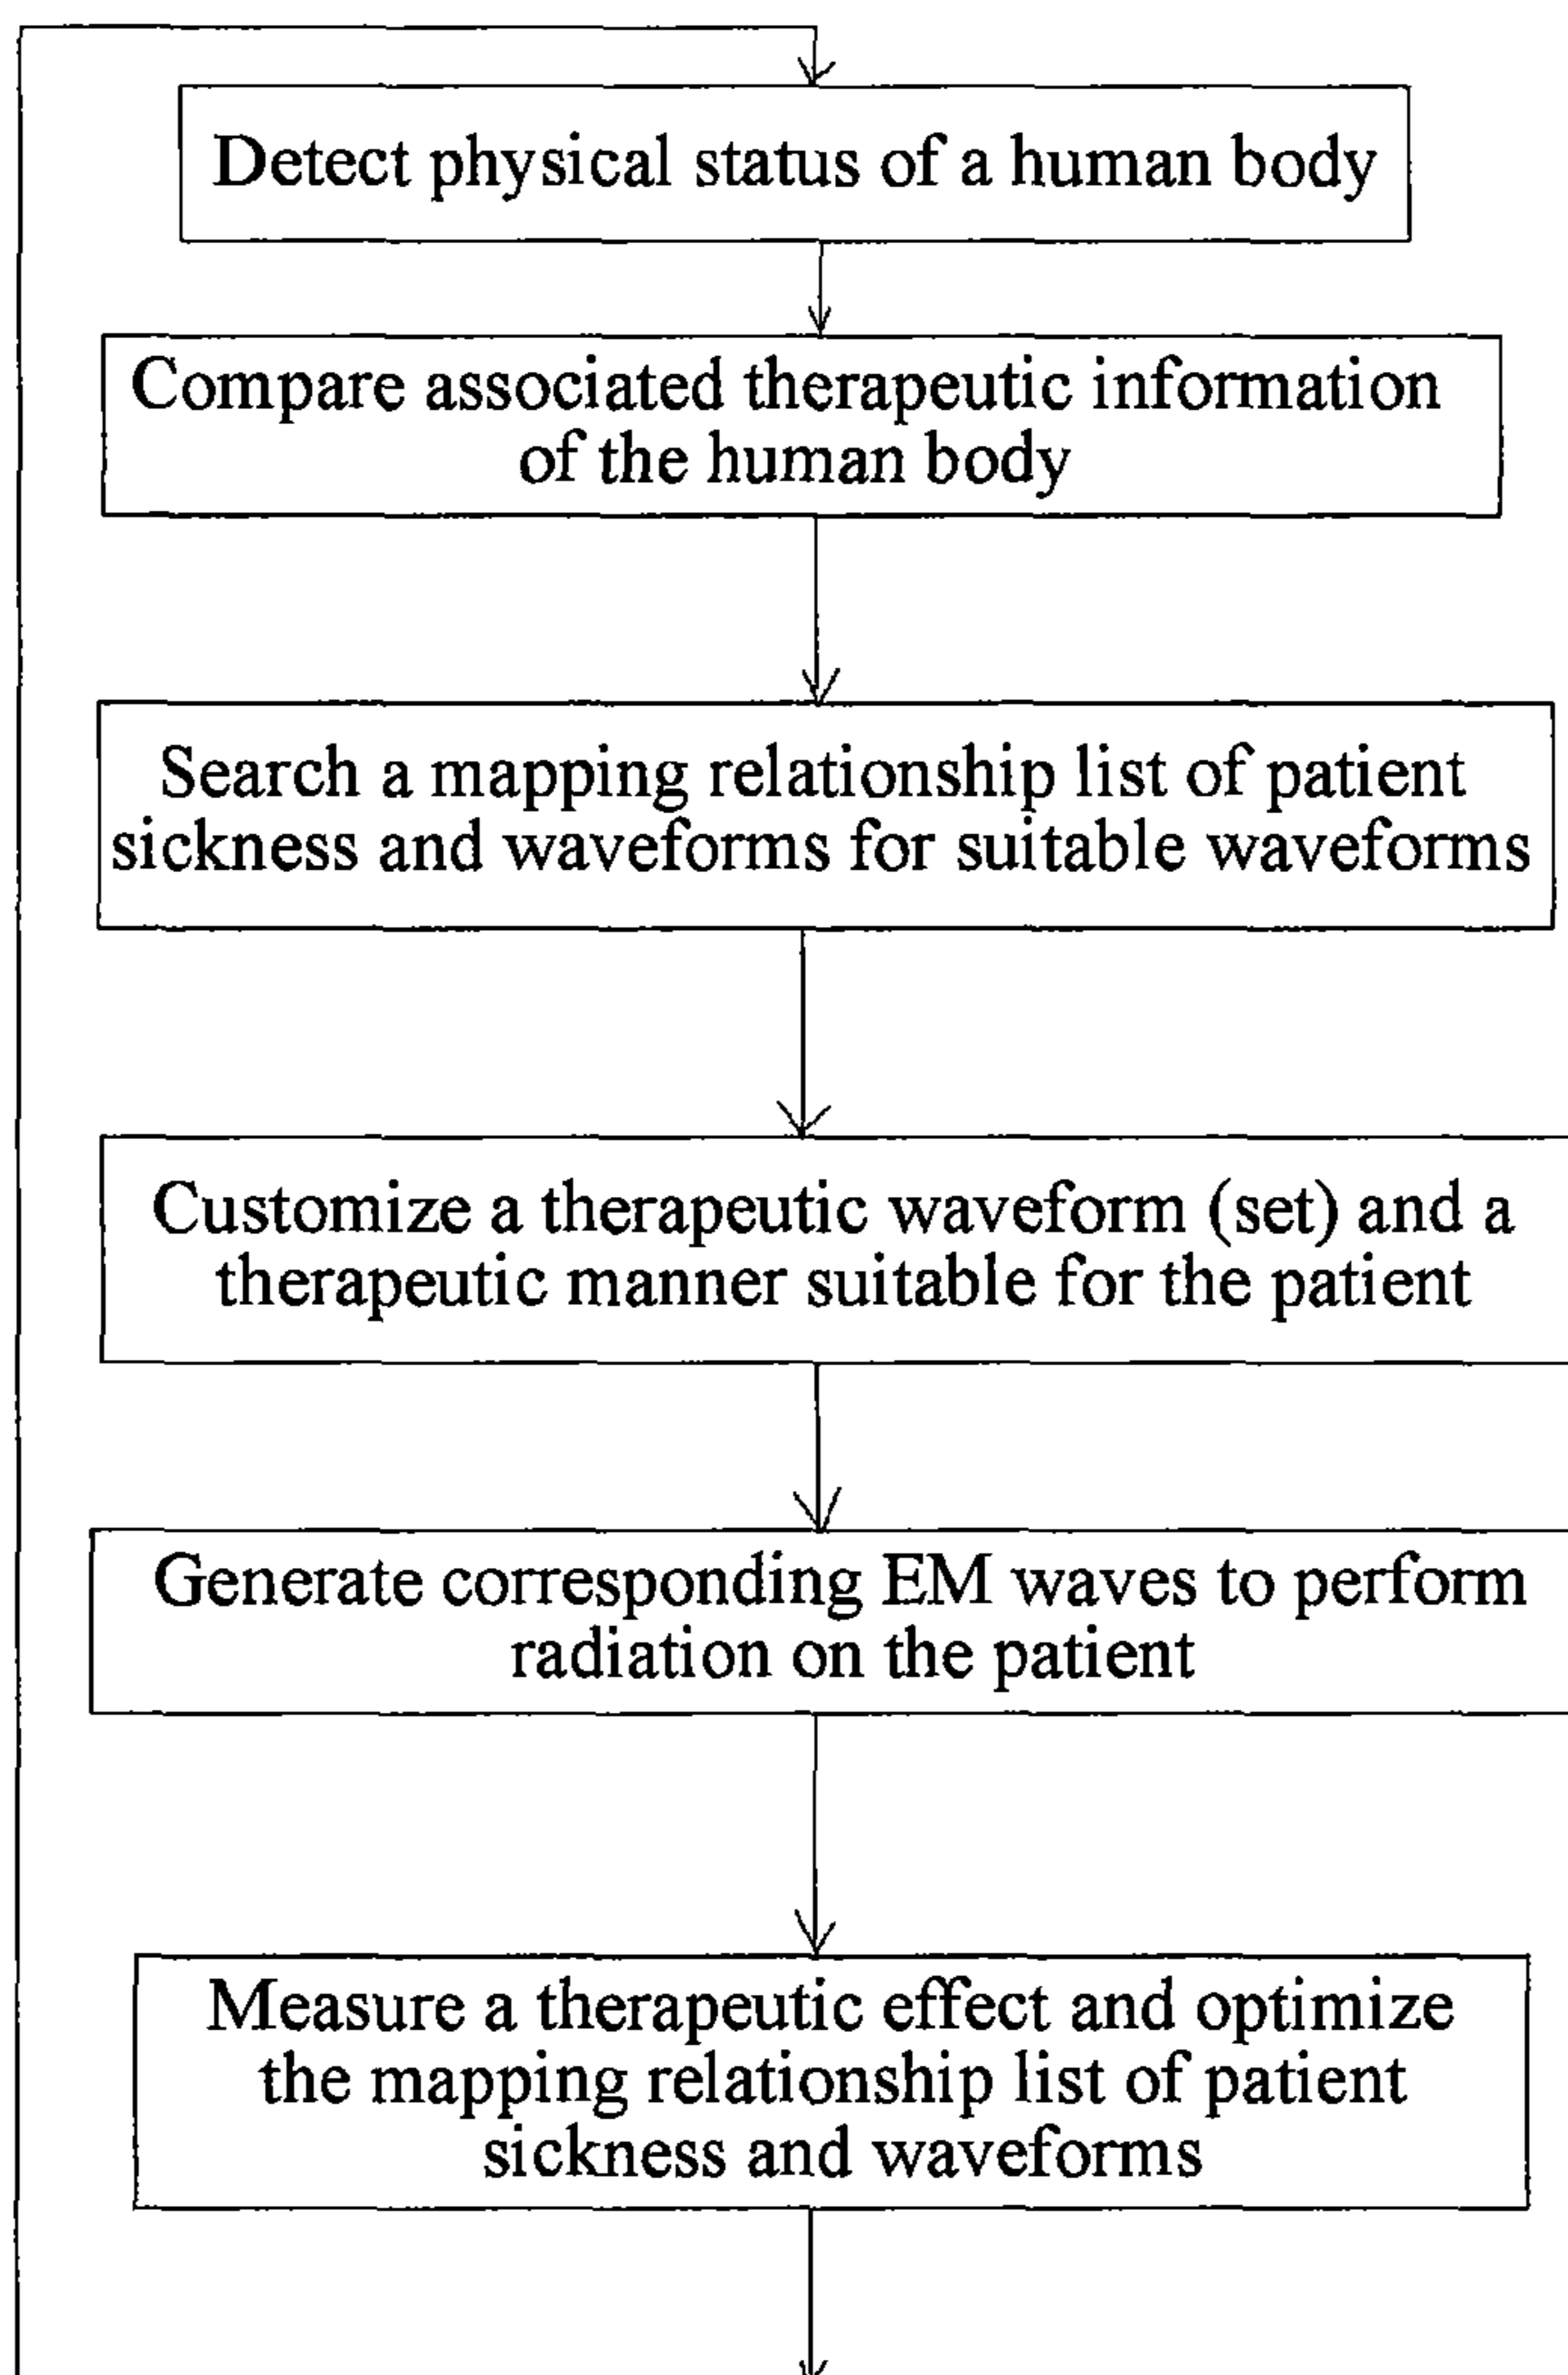 Detect physical status of a human body
Compare associated therapeutic information
of the human body
Search a mapping relationship list of patient
sickness and waveforms for suitable waveforms
Customize a therapeutic waveform (set) and a
therapeutic manner suitable for the patient
Generate corresponding EM waves to perform
radiation on the patient
Measure a therapeutic effect and optimize
the mapping relationship list of patient
sickness and waveforms